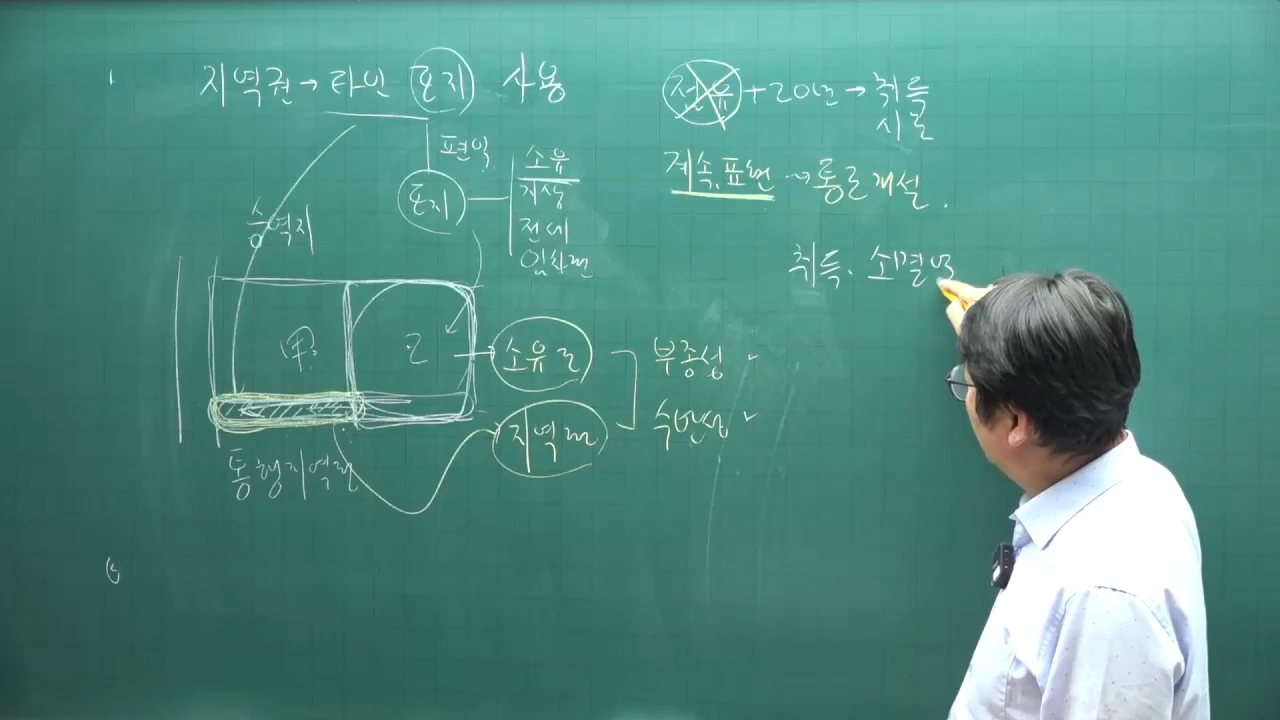 지역권→타인 토지 사용
편익
토지
소유
지상
전세
임차권
승역지
甲
乙
통행지역권
소유권
지역권
부종성
수반성
점유+20년→취득
시효
계속, 표현→통로개설.
취득. 소멸